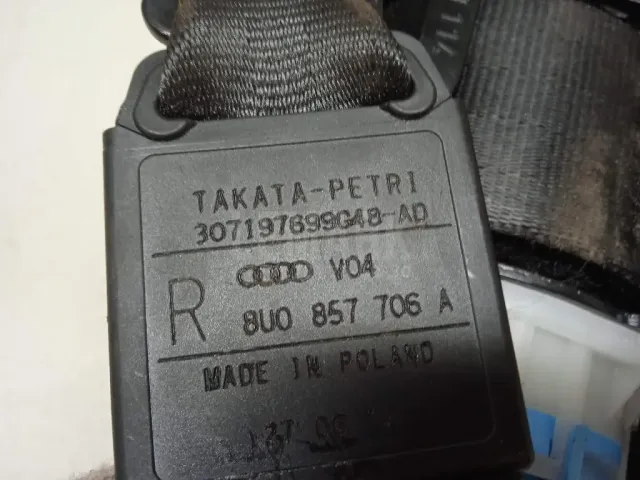 TAKATA-PETRI
307197699G48-AD
V04
R 8U0 857 706 A
MADE IN POLAND